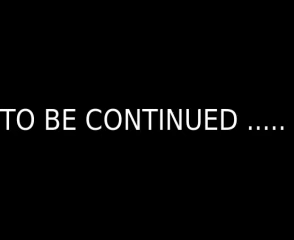 TO BE CONTINUED .....